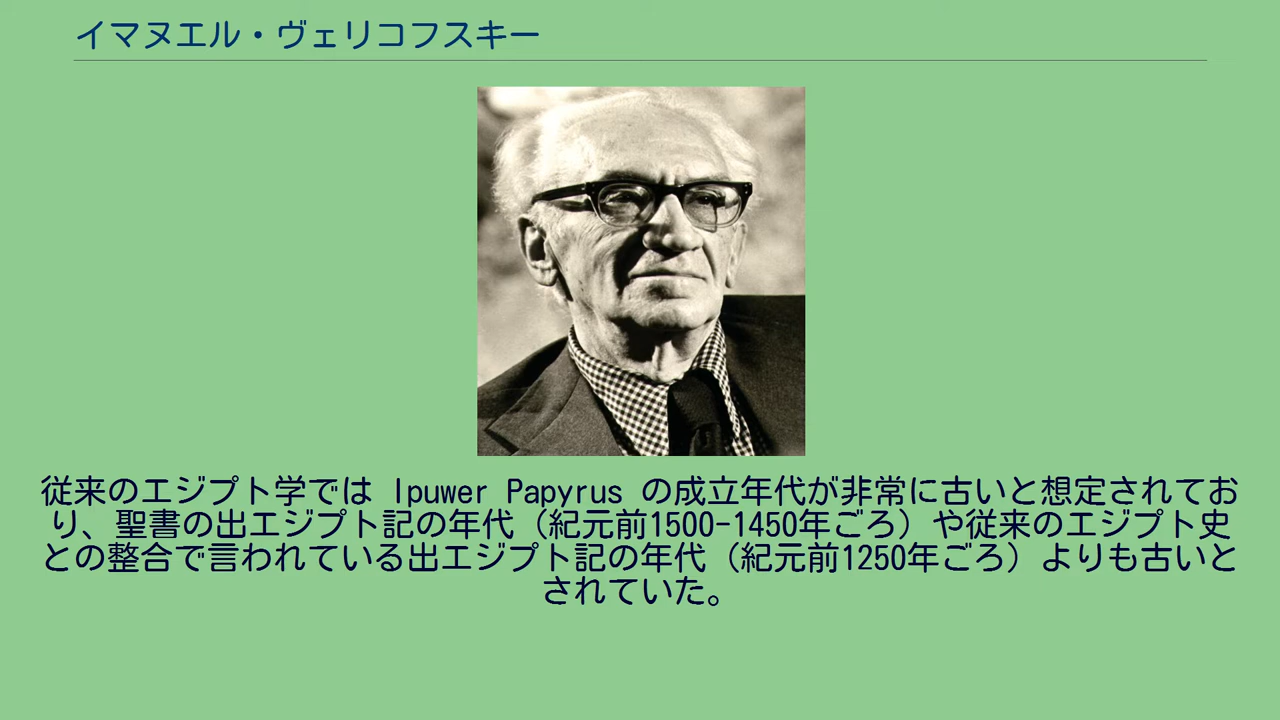 イマヌエル・ヴェリコフスキー
従来のエジプト学では Ipuwer Papyrus の成立年代が非常に古いと想定されてお
り、聖書の出エジプト記の年代（紀元前1500-1450年ごろ）や従来のエジプト史
との整合で言われている出エジプト記の年代（紀元前1250年ごろ）よりも古いと
されていた。